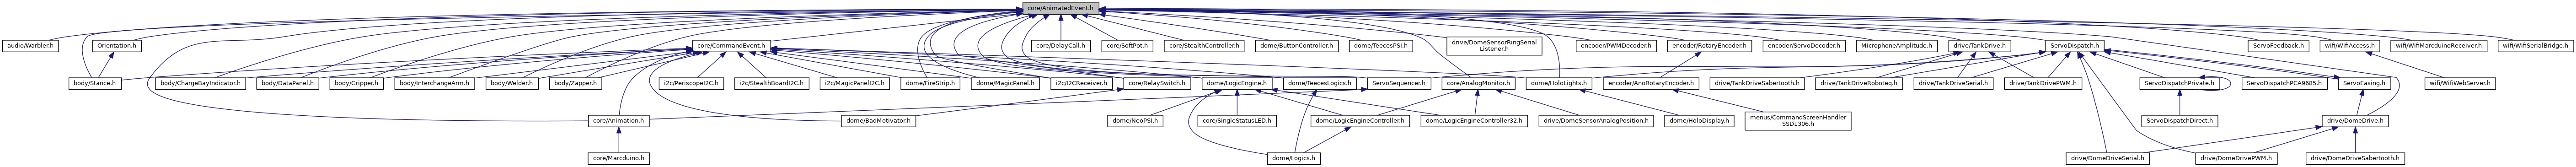 core/AnimatedEvent.h
audio/Warbler.h
Orientation.h
core/CommandEvent.h
core/DelayCall.h
core/SoftPot.h
core/StealthController.h
dome/ButtonController.h
dome/TeecesPSI.h
drive/DomeSensorRingSerial
Listener.h
encoder/PWMDecoder.h
encoder/RotaryEncoder.h
encoder/ServoDecoder.h
MicrophoneAmplitude.h
drive/TankDrive.h
ServoDispatch.h
ServoFeedback.h
wifi/WifiAccess.h
wifi/WifiMarcduinoReceiver.h
wifi/WifiSerialBridge.h
body/Stance.h
body/ChargeBayIndicator.h
body/DataPanel.h
body/Gripper.h
body/InterchangeArm.h
body/Welder.h
body/Zapper.h
i2c/PeriscopeI2C.h
i2c/StealthBoardI2C.h
i2c/MagicPanelI2C.h
dome/FireStrip.h
dome/MagicPanel.h
i2c/I2CReceiver.h
core/RelaySwitch.h
dome/LogicEngine.h
dome/TeecesLogics.h
ServoSequencer.h
core/AnalogMonitor.h
dome/HoloLights.h
encoder/AnoRotaryEncoder.h
drive/TankDriveSabertooth.h
drive/TankDriveRoboteq.h
drive/TankDriveSerial.h
drive/TankDrivePWM.h
ServoDispatchPrivate.h
ServoDispatchPCA9685.h
ServoEasing.h
wifi/WifiWebServer.h
core/Animation.h
dome/BadMotivator.h
dome/NeoPSI.h
core/SingleStatusLED.h
dome/LogicEngineController.h
dome/LogicEngineController32.h
drive/DomeSensorAnalogPosition.h
dome/HoloDisplay.h
menus/CommandScreenHandler
SSD1306.h
ServoDispatchDirect.h
drive/DomeDrive.h
core/Marcduino.h
dome/Logics.h
drive/DomeDriveSerial.h
drive/DomeDrivePWM.h
drive/DomeDriveSabertooth.h